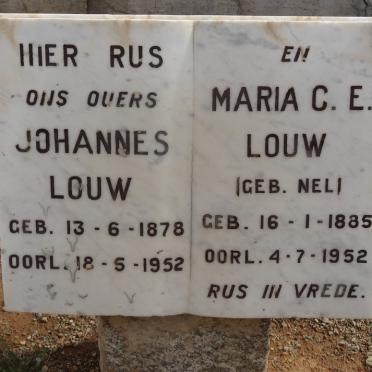 HIER RUS
ONS OUERS
JOHANNES
LOUW
GEB. 13-6-1878
OORL. 18-5-1952
EN
MARIA C. E.
LOUW
(GEB. NEL)
GEB. 16-1-1885
OORL. 4-7-1952
RUS IN VREDE.